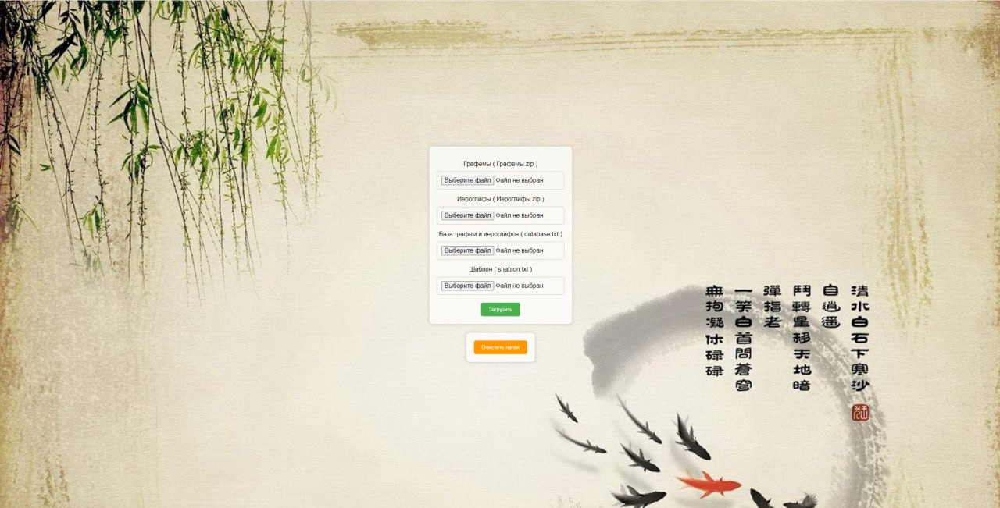 Графемы ( Графемы.zip )
Выберите файл Файл не выбран
Иероглифы ( Иероглифы.zip )
Выберите файл Файл не выбран
База графем и иероглифов ( database.txt )
Выберите файл Файл не выбран
Шаблон ( shablon.txt )
Выберите файл Файл не выбран
Загрузить
Очистить папки
清水白石下寒沙
自逍遥
鬥轉星移天地暗
彈指老
一笑白首問蒼穹
無拘凝休碌碌